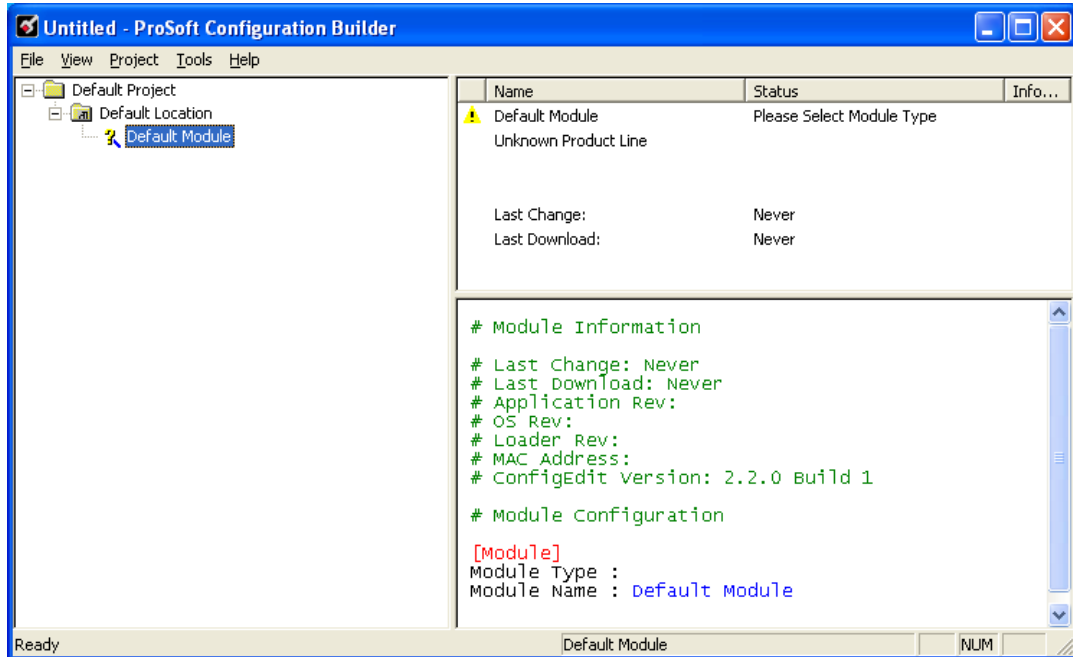 Untitled - ProSoft Configuration Builder
File View Project Tools Help
Default Project
Default Location
Default Module
Name Status Info...
Default Module Please Select Module Type
Unknown Product Line
Last Change: Never
Last Download: Never
# Module Information
# Last Change: Never
# Last Download: Never
# Application Rev:
# OS Rev:
# Loader Rev:
# MAC Address:
# ConfigEdit Version: 2.2.0 Build 1
# Module Configuration
[Module]
Module Type :
Module Name : Default Module
Ready Default Module NUM